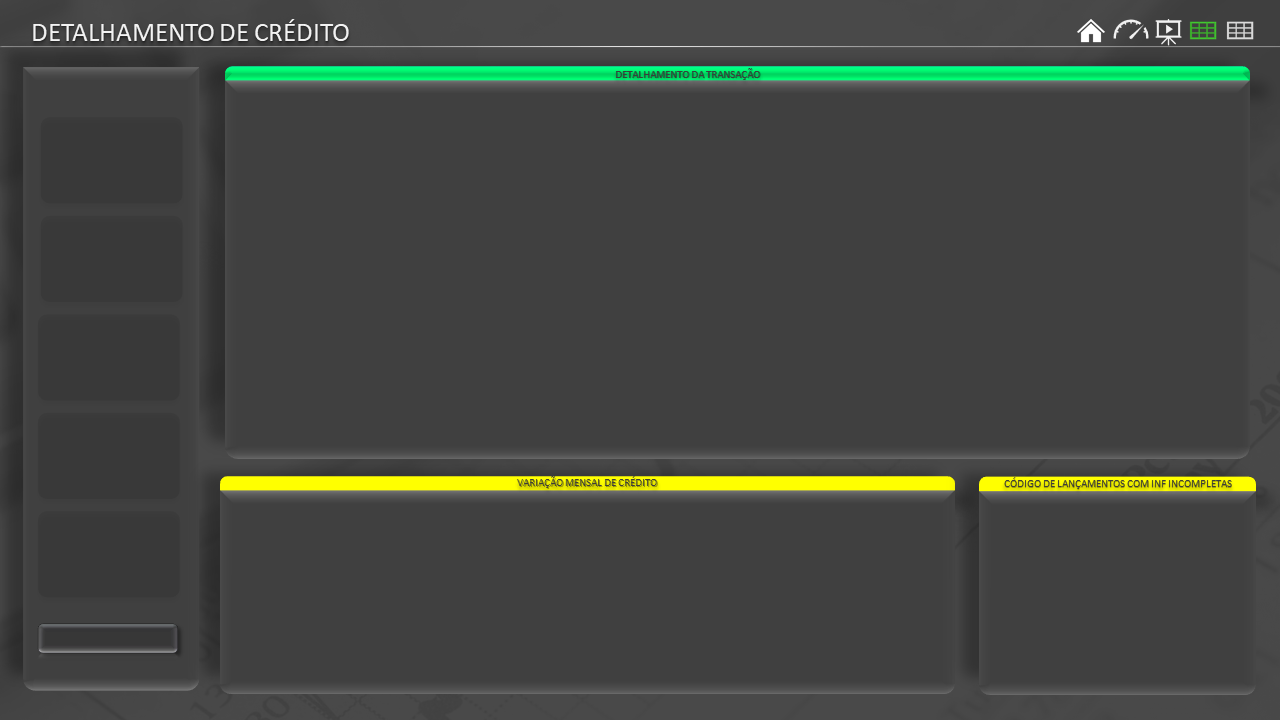 DETALHAMENTO DE CRÉDITO
DETALHAMENTO DA TRANSAÇÃO
VARIAÇÃO MENSAL DE CRÉDITO
CÓDIGO DE LANÇAMENTOS COM INF INCOMPLETAS